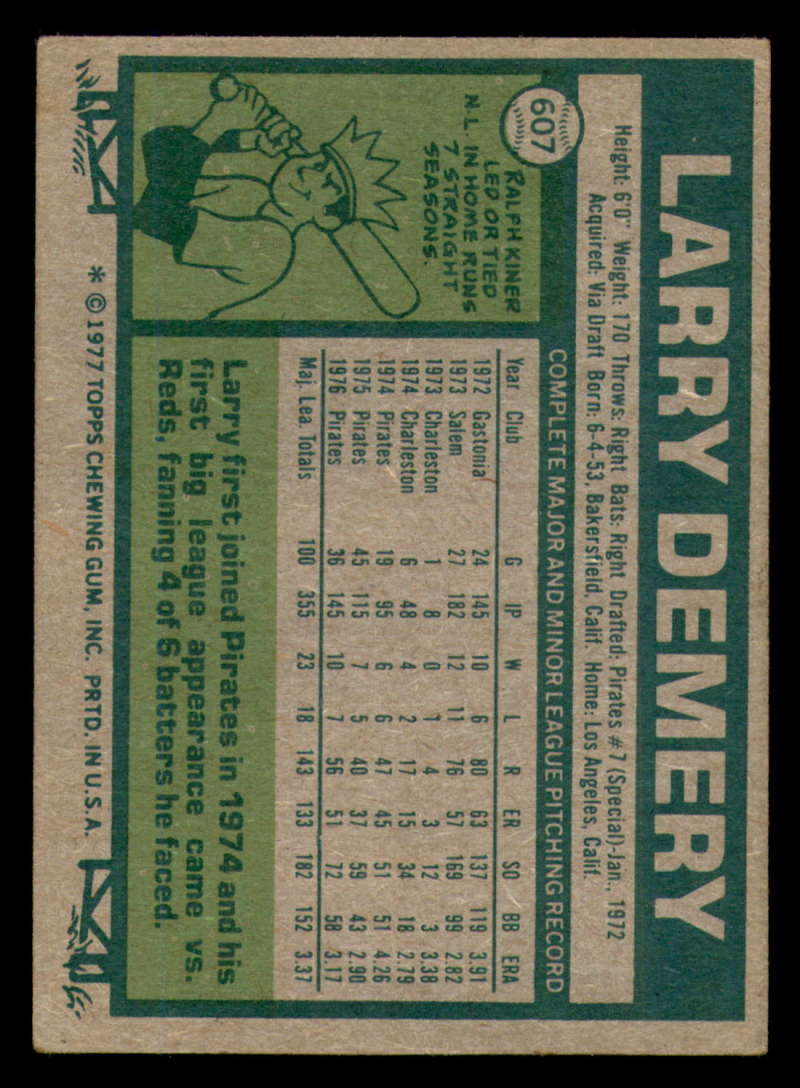 LARRY DEMERY
607
Height: 6'0" Weight: 170 Throws: Right Bats: Right Drafted: Pirates #7 (Special)-Jan., 1972
Acquired: Via Draft Born: 6-4-53, Bakersfield, Calif. Home: Los Angeles, Calif.
RALPH KINER
LED OR TIED
N.L. IN HOME RUNS
7 STRAIGHT
SEASONS.
COMPLETE MAJOR AND MINOR LEAGUE PITCHING RECORD
Year Club G IP W L R ER SO BB ERA
1972 Gastonia 24 145 10 6 80 63 137 119 3.91
1973 Salem 27 182 12 11 76 57 169 99 2.82
1973 Charleston 1 8 0 1 4 3 12 3 3.38
1974 Charleston 6 48 4 2 17 15 34 18 2.79
1974 Pirates 19 95 6 6 47 45 51 51 4.26
1975 Pirates 45 115 7 5 40 37 59 43 2.90
1976 Pirates 36 145 10 7 56 51 72 58 3.17
Maj. Lea. Totals 100 355 23 18 143 133 182 152 3.37
Larry first joined Pirates in 1974 and his
first big league appearance came vs.
Reds, fanning 4 of 6 batters he faced.
* © 1977 TOPPS CHEWING GUM, INC. PRTD. IN U.S.A.